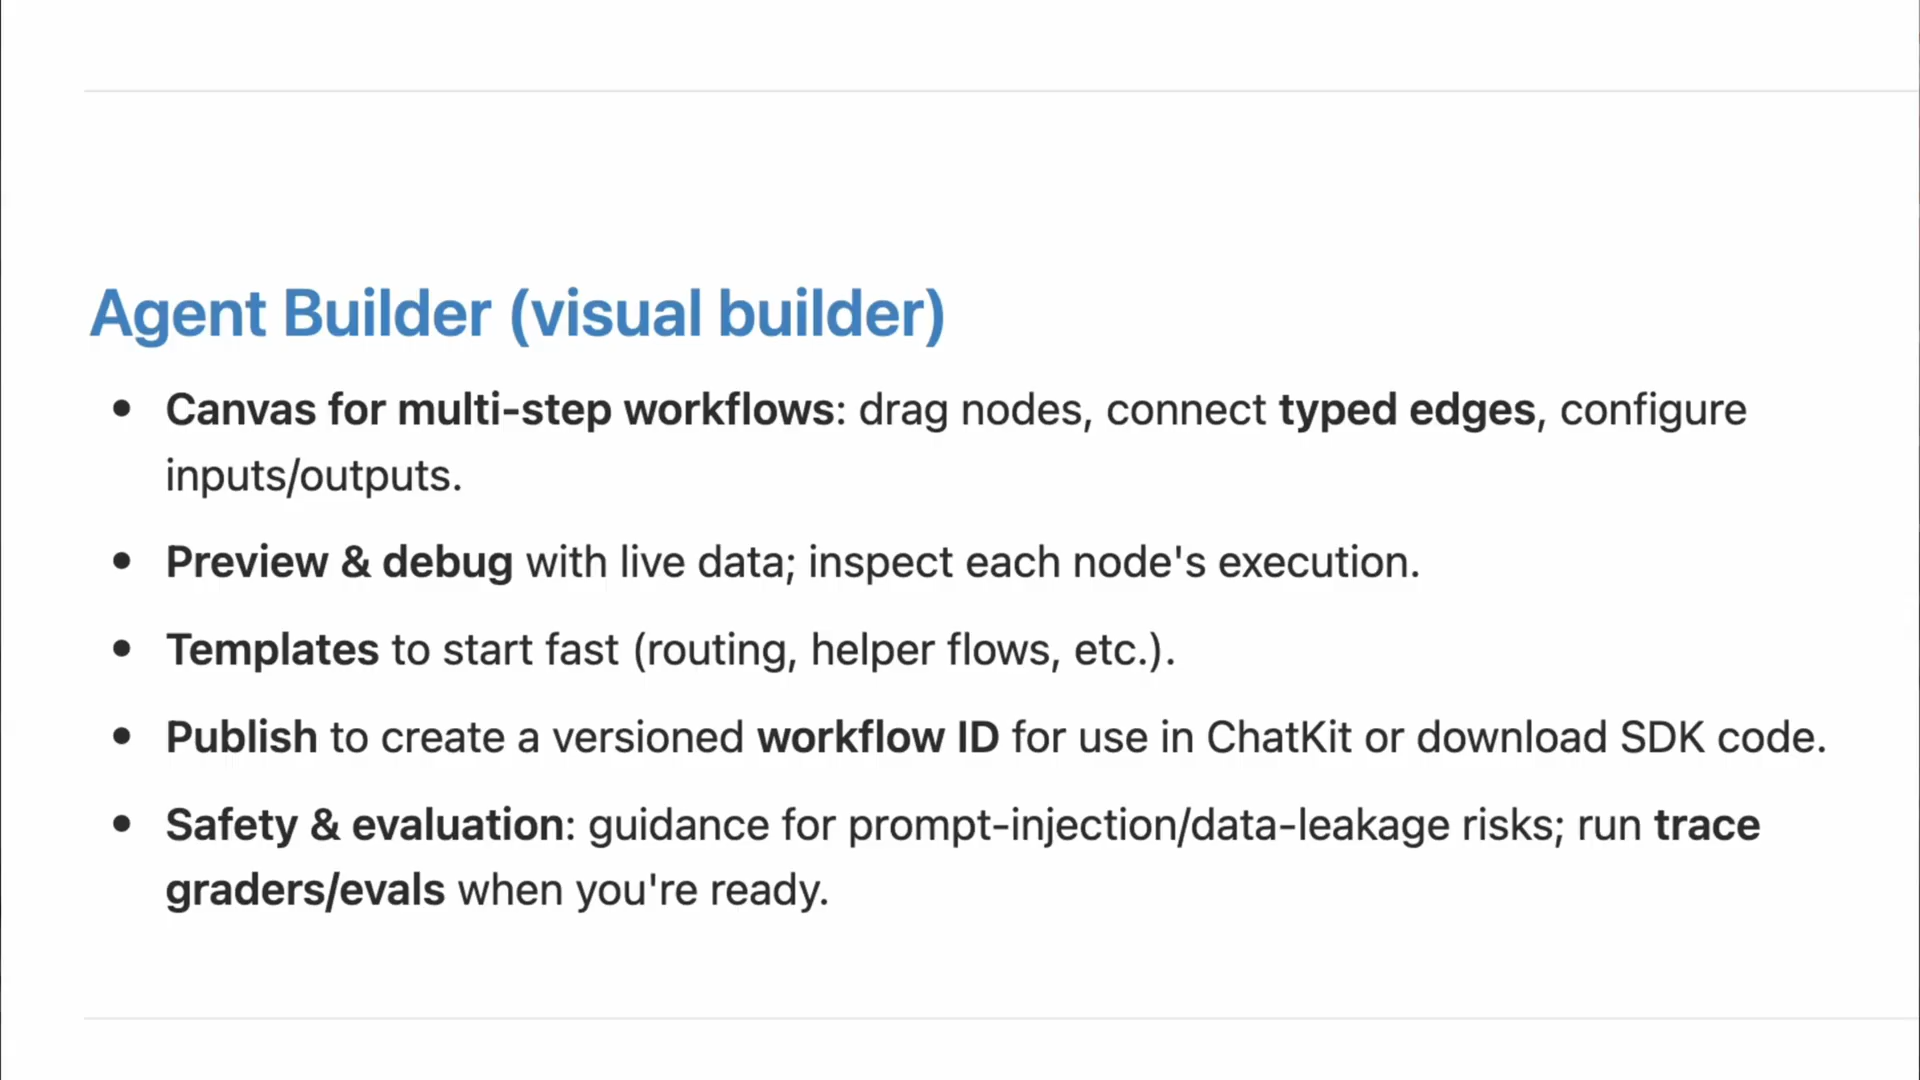 Agent Builder (visual builder)
• Canvas for multi-step workflows: drag nodes, connect typed edges, configure
inputs/outputs.
• Preview & debug with live data; inspect each node's execution.
• Templates to start fast (routing, helper flows, etc.).
• Publish to create a versioned workflow ID for use in ChatKit or download SDK code.
• Safety & evaluation: guidance for prompt-injection/data-leakage risks; run trace
graders/evals when you're ready.